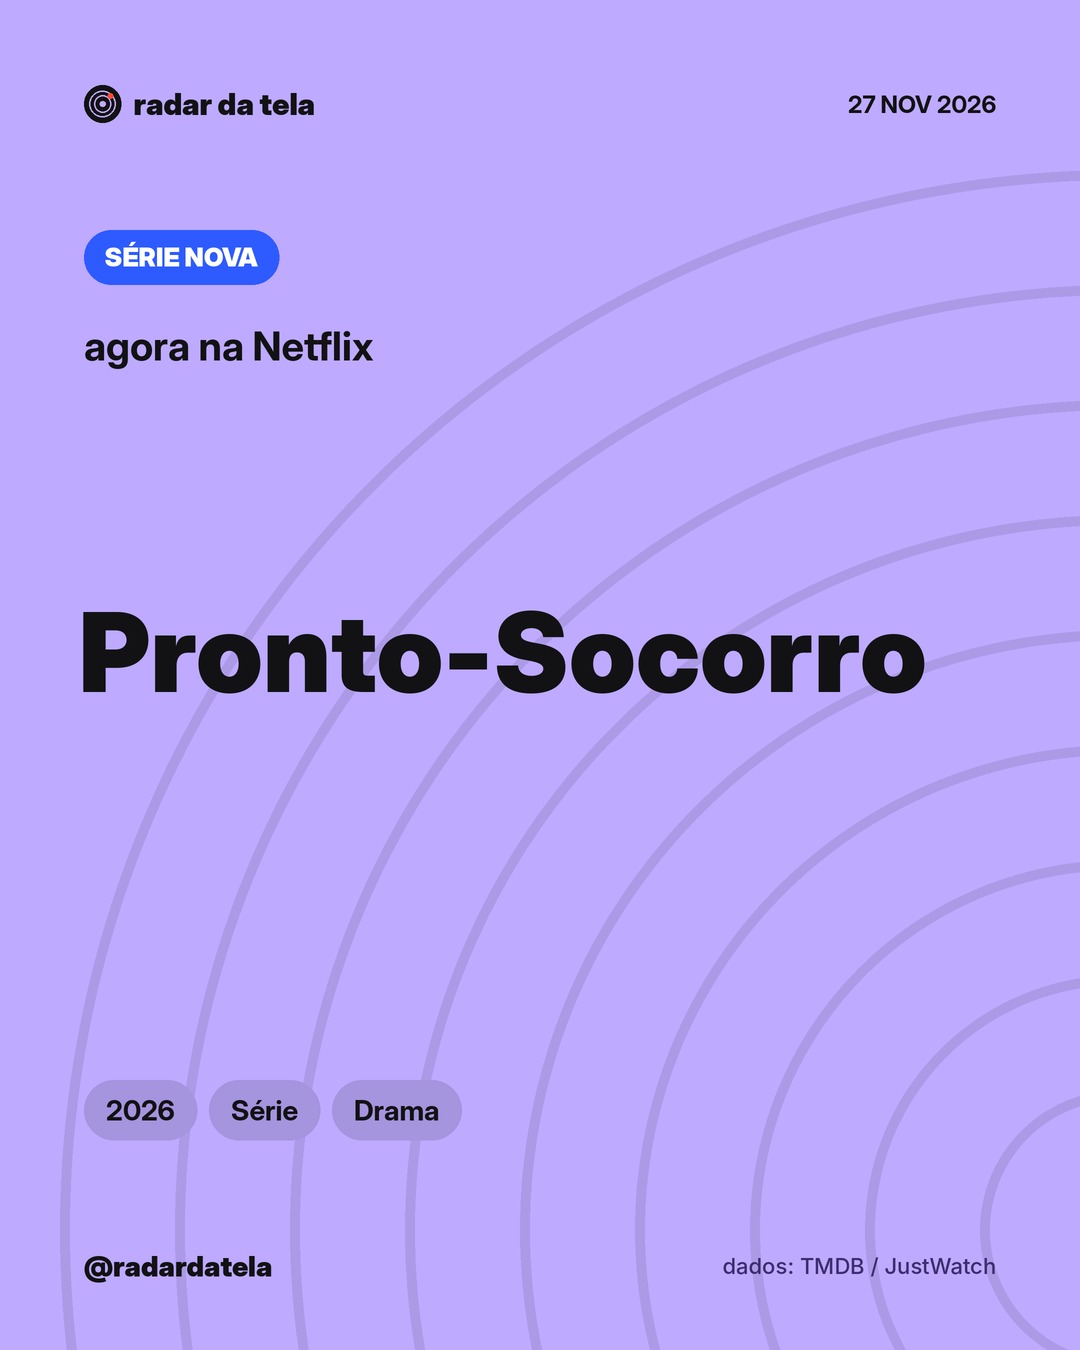 radar da tela
27 NOV 2026
SÉRIE NOVA
agora na Netflix
Pronto-Socorro
2026
Série
Drama
@radardatela
dados: TMDB / JustWatch